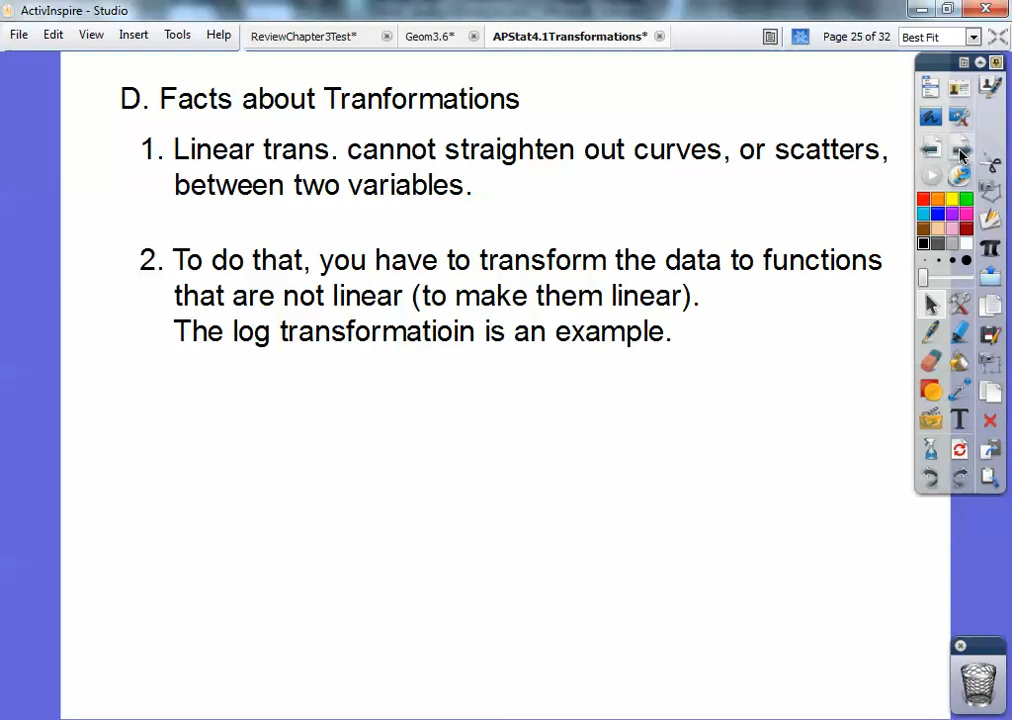 ActivInspire - Studio
File Edit View Insert Tools Help ReviewChapter3Test* Geom3.6* APStat4.1Transformations* Page 25 of 32 Best Fit
D. Facts about Tranformations
1. Linear trans. cannot straighten out curves, or scatters,
between two variables.
2. To do that, you have to transform the data to functions
that are not linear (to make them linear).
The log transformatioin is an example.